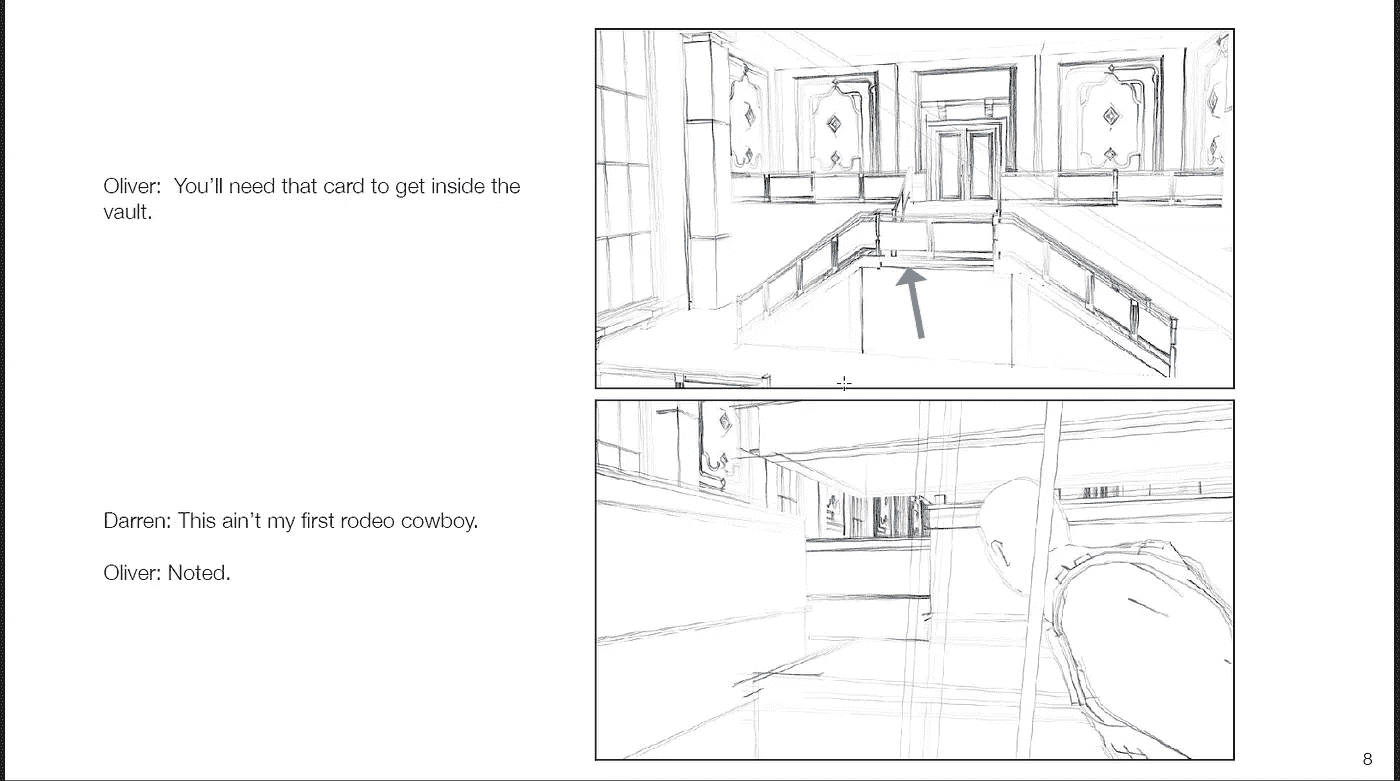 Oliver:  You’ll need that card to get inside the
vault.
Darren: This ain’t my first rodeo cowboy.
Oliver: Noted.
8